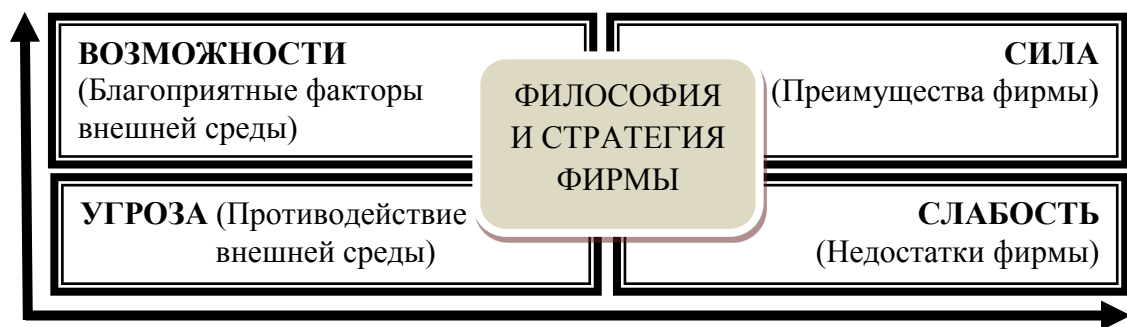 ВОЗМОЖНОСТИ
(Благоприятные факторы
внешней среды)
СИЛА
(Преимущества фирмы)
ФИЛОСОФИЯ
И СТРАТЕГИЯ
ФИРМЫ
УГРОЗА (Противодействие
внешней среды)
СЛАБОСТЬ
(Недостатки фирмы)